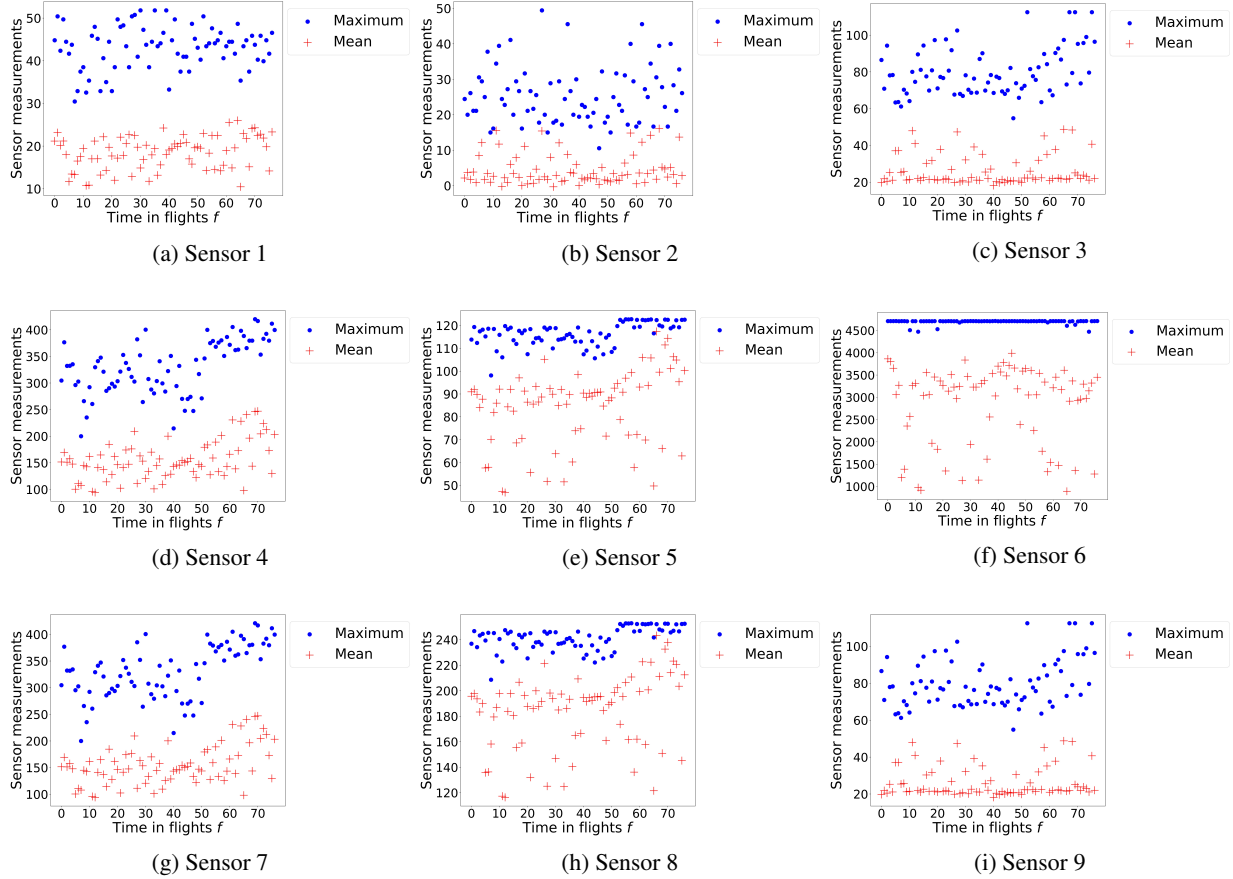 Sensor measurements
50
40
30
20
10
0 10 20 30 40 50 60 70
Time in flights f
Maximum
Mean
(a) Sensor 1
Sensor measurements
50
40
30
20
10
0
0 10 20 30 40 50 60 70
Time in flights f
Maximum
Mean
(b) Sensor 2
Sensor measurements
100
80
60
40
20
0 10 20 30 40 50 60 70
Time in flights f
Maximum
Mean
(c) Sensor 3
Sensor measurements
400
350
300
250
200
150
100
0 10 20 30 40 50 60 70
Time in flights f
Maximum
Mean
(d) Sensor 4
Sensor measurements
120
110
100
90
80
70
60
50
0 10 20 30 40 50 60 70
Time in flights f
Maximum
Mean
(e) Sensor 5
Sensor measurements
4500
4000
3500
3000
2500
2000
1500
1000
0 10 20 30 40 50 60 70
Time in flights f
Maximum
Mean
(f) Sensor 6
Sensor measurements
400
350
300
250
200
150
100
0 10 20 30 40 50 60 70
Time in flights f
Maximum
Mean
(g) Sensor 7
Sensor measurements
240
220
200
180
160
140
120
0 10 20 30 40 50 60 70
Time in flights f
Maximum
Mean
(h) Sensor 8
Sensor measurements
100
80
60
40
20
0 10 20 30 40 50 60 70
Time in flights f
Maximum
Mean
(i) Sensor 9